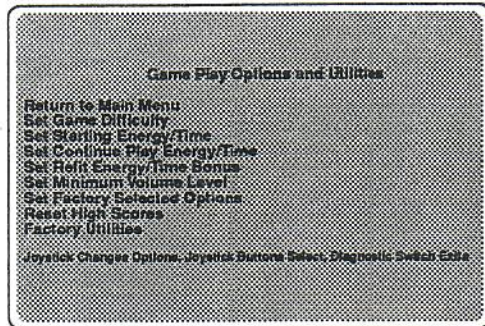 Game Play Options and Utilities
Return to Main Menu
Set Game Difficulty
Set Starting Energy/Time
Set Continue Play Energy/Time
Set Refit Energy/Time Bonus
Set Minimum Volume Level
Set Factory Selected Options
Reset High Scores
Factory Utilities
Joystick Changes Options, Joystick Buttons Select, Diagnostic Switch Exits